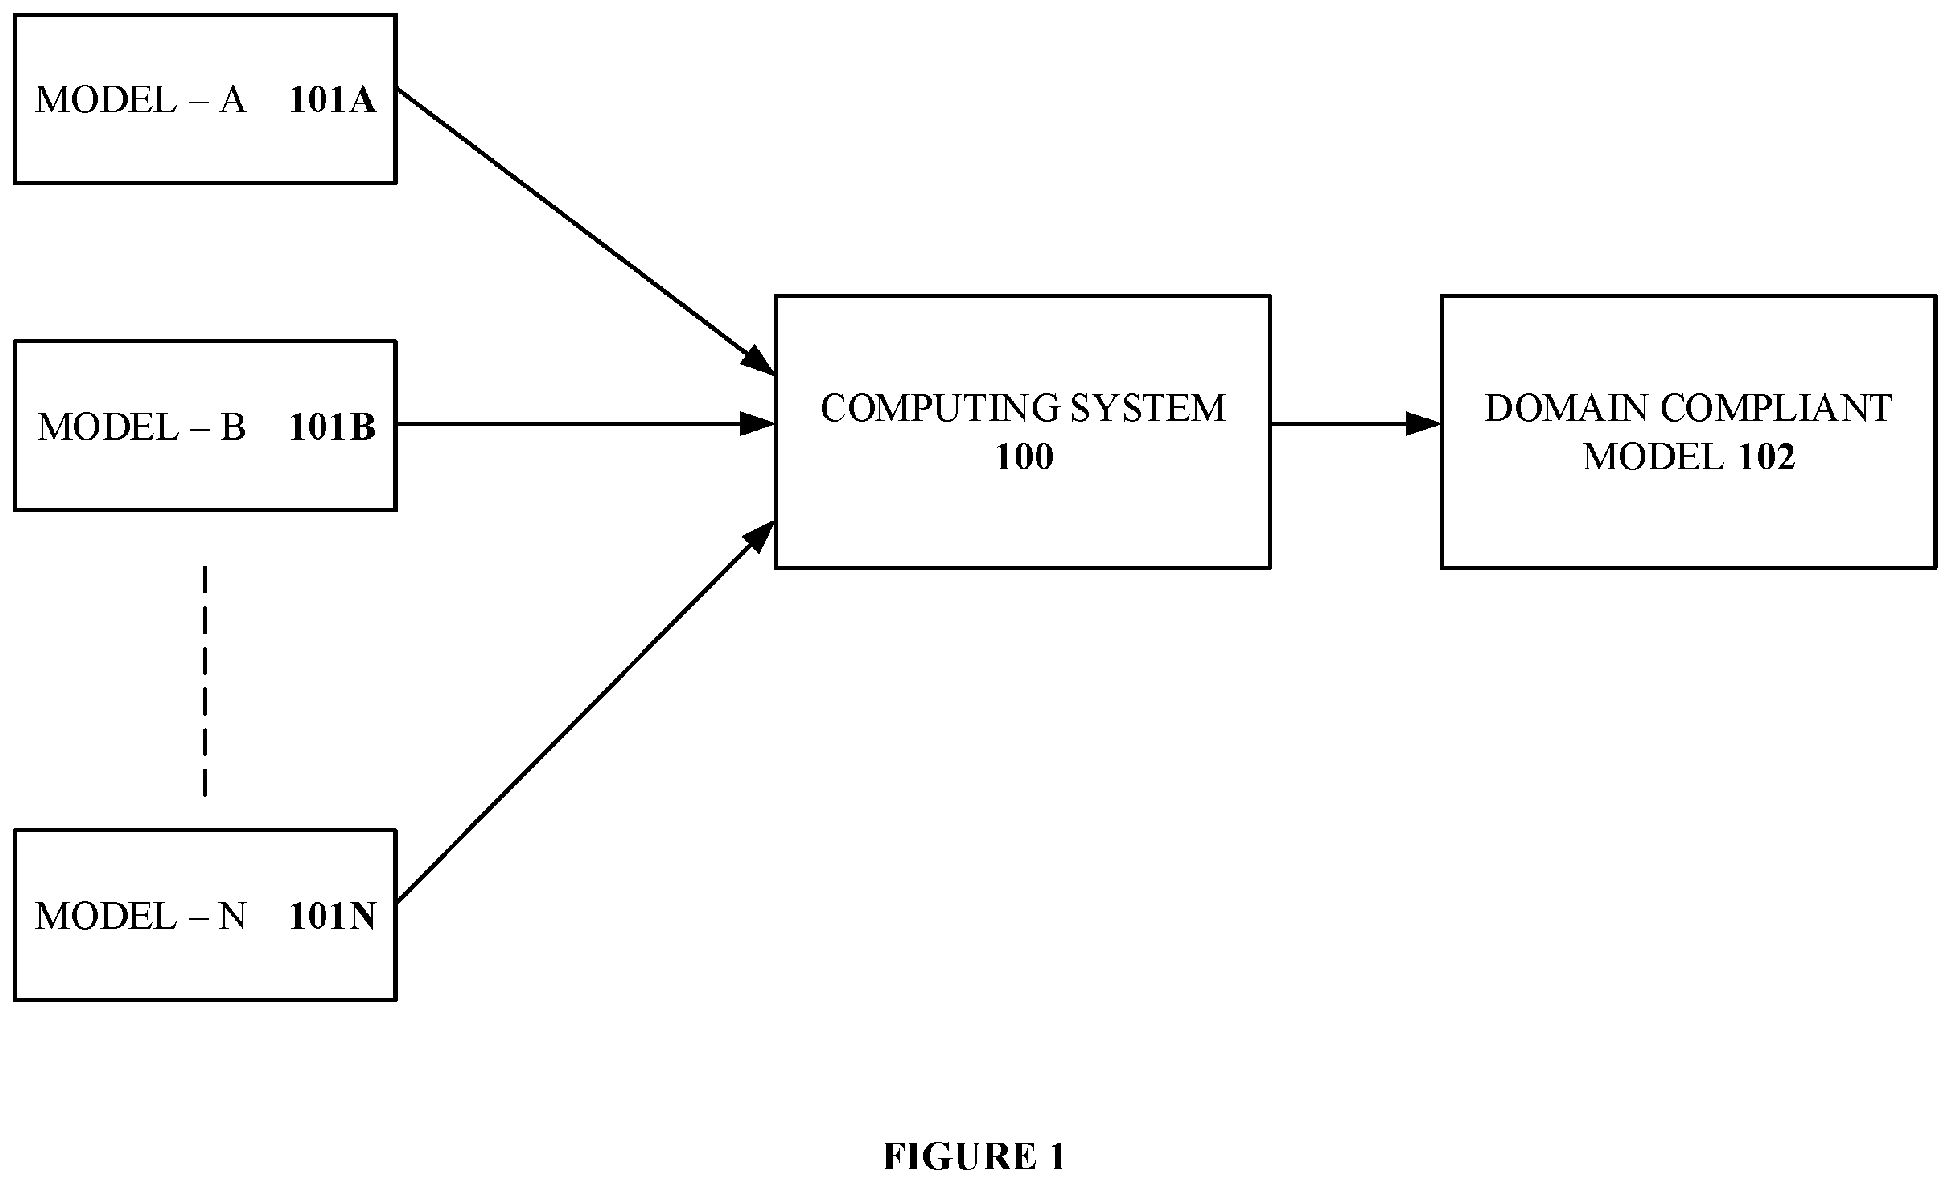 MODEL – A 101A
MODEL – B 101B
MODEL – N 101N
COMPUTING SYSTEM
100
DOMAIN COMPLIANT
MODEL 102
FIGURE 1